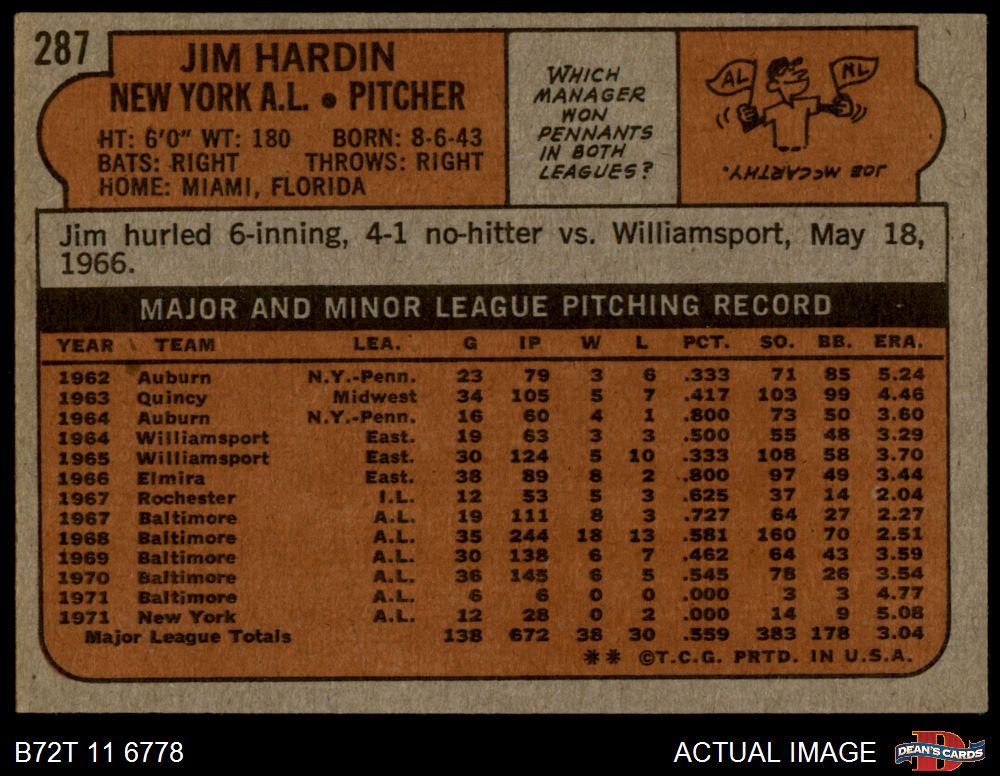 287
JIM HARDIN
NEW YORK A.L. • PITCHER
HT: 6'0" WT: 180 BORN: 8-6-43
BATS: RIGHT THROWS: RIGHT
HOME: MIAMI, FLORIDA
WHICH
MANAGER
WON
PENNANTS
IN BOTH
LEAGUES?
AL NL
JOE McCARTHY.
Jim hurled 6-inning, 4-1 no-hitter vs. Williamsport, May 18,
1966.
MAJOR AND MINOR LEAGUE PITCHING RECORD
YEAR TEAM LEA. G IP W L PCT. SO. BB. ERA.
1962 Auburn N.Y.-Penn. 23 79 3 6 .333 71 85 5.24
1963 Quincy Midwest 34 105 5 7 .417 103 99 4.46
1964 Auburn N.Y.-Penn. 16 60 4 1 .800 73 50 3.60
1964 Williamsport East. 19 63 3 3 .500 55 48 3.29
1965 Williamsport East. 30 124 5 10 .333 108 58 3.70
1966 Elmira East. 38 89 8 2 .800 97 49 3.44
1967 Rochester I.L. 12 53 5 3 .625 37 14 2.04
1967 Baltimore A.L. 19 111 8 3 .727 64 27 2.27
1968 Baltimore A.L. 35 244 18 13 .581 160 70 2.51
1969 Baltimore A.L. 30 138 6 7 .462 64 43 3.59
1970 Baltimore A.L. 36 145 6 5 .545 78 26 3.54
1971 Baltimore A.L. 6 6 0 0 .000 3 3 4.77
1971 New York A.L. 12 28 0 2 .000 14 9 5.08
Major League Totals 138 672 38 30 .559 383 178 3.04
** ©T.C.G. PRTD. IN U.S.A.
B72T 11 6778
ACTUAL IMAGE
DEAN'S CARDS